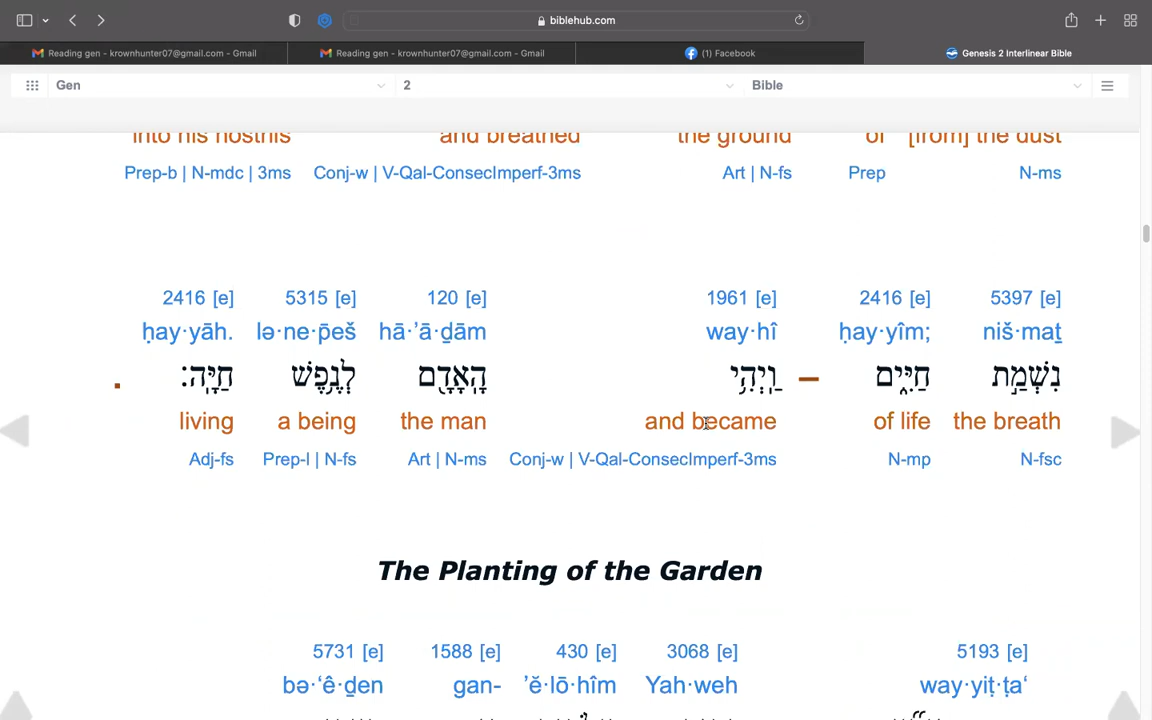 biblehub.com
Reading gen - krownhunter07@gmail.com - Gmail
Reading gen - krownhunter07@gmail.com - Gmail
(1) Facebook
Genesis 2 Interlinear Bible
Gen
2
Bible
into his nostrils and breathed the ground of [from] the dust
Prep-b | N-mdc | 3ms Conj-w | V-Qal-ConsecImperf-3ms Art | N-fs Prep N-ms
2416 [e] 5315 [e] 120 [e] 1961 [e] 2416 [e] 5397 [e]
ḥay·yāh. lə·ne·p̄eš hā·’ā·ḏām way·hî ḥay·yîm; niš·maṯ
נִשְׁמַ֣ת חַיִּ֑ים – וַֽיְהִ֥י הָֽאָדָ֖ם לְנֶ֥פֶשׁ חַיָּֽה׃ .
living a being the man and became of life the breath
Adj-fs Prep-l | N-fs Art | N-ms Conj-w | V-Qal-ConsecImperf-3ms N-mp N-fsc
The Planting of the Garden
5731 [e] 1588 [e] 430 [e] 3068 [e] 5193 [e]
bə·‘ê·ḏen gan- ’ĕ·lō·hîm Yah·weh way·yiṭ·ṭa‘